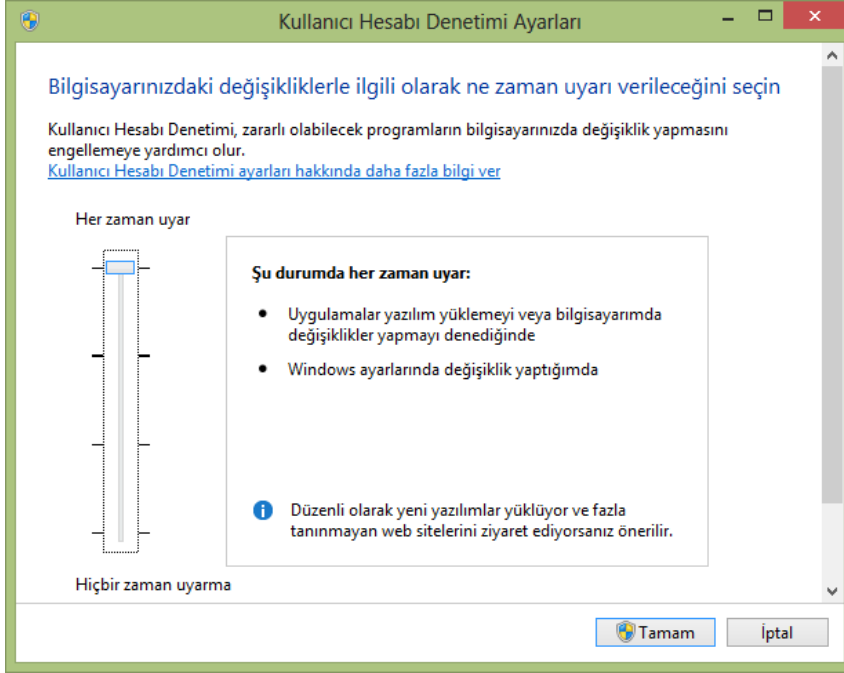 Kullanıcı Hesabı Denetimi Ayarları
Bilgisayarınızdaki değişikliklerle ilgili olarak ne zaman uyarı verileceğini seçin
Kullanıcı Hesabı Denetimi, zararlı olabilecek programların bilgisayarınızda değişiklik yapmasını
engellemeye yardımcı olur.
Kullanıcı Hesabı Denetimi ayarları hakkında daha fazla bilgi ver
Her zaman uyar
Şu durumda her zaman uyar:
• Uygulamalar yazılım yüklemeyi veya bilgisayarımda
değişiklikler yapmayı denediğinde
• Windows ayarlarında değişiklik yaptığımda
Düzenli olarak yeni yazılımlar yüklüyor ve fazla
tanınmayan web sitelerini ziyaret ediyorsanız önerilir.
Hiçbir zaman uyarma
Tamam
İptal